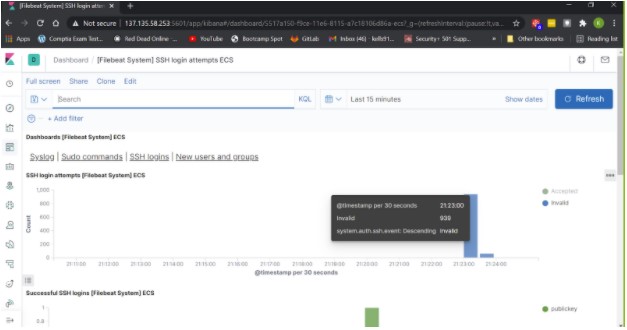 [Filebeat System] SSH login atte
Not secure | 137.135.58.253:5601/app/kibana#/dashboard/5517a150-f9ce-11e6-8115-a7c18106d86a-ecs?_g=(refreshInterval:(pause:!t,va...
Apps
Comptia Exam Test...
Red Dead Online ...
YouTube
Bootcamp Spot
GitLab
Inbox (46)
Security+ 501 Supp...
Other bookmarks
Reading list
D
Dashboard / [Filebeat System] SSH login attempts ECS
Full screen Share Clone Edit
Search
KQL
Last 15 minutes
Show dates
Refresh
+ Add filter
Dashboards [Filebeat System] ECS
Syslog | Sudo commands | SSH logins | New users and groups
SSH login attempts [Filebeat System] ECS
Accepted
Invalid
@timestamp per 30 seconds 21:23:00
Invalid 939
system.auth.ssh.event: Descending Invalid
Count
1,000
800
600
400
200
0
21:11:00 21:12:00 21:13:00 21:14:00 21:15:00 21:16:00 21:17:00 21:18:00 21:19:00 21:20:00 21:21:00 21:22:00 21:23:00 21:24:00
@timestamp per 30 seconds
Successful SSH logins [Filebeat System] ECS
1
0.8
publickey